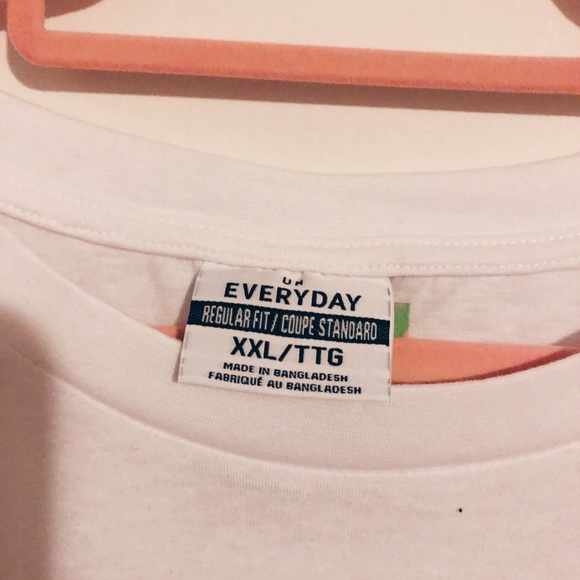 EVERYDAY
REGULAR FIT / COUPE STANDARD
XXL/TTG
MADE IN BANGLADESH
FABRIQUÉ AU BANGLADESH